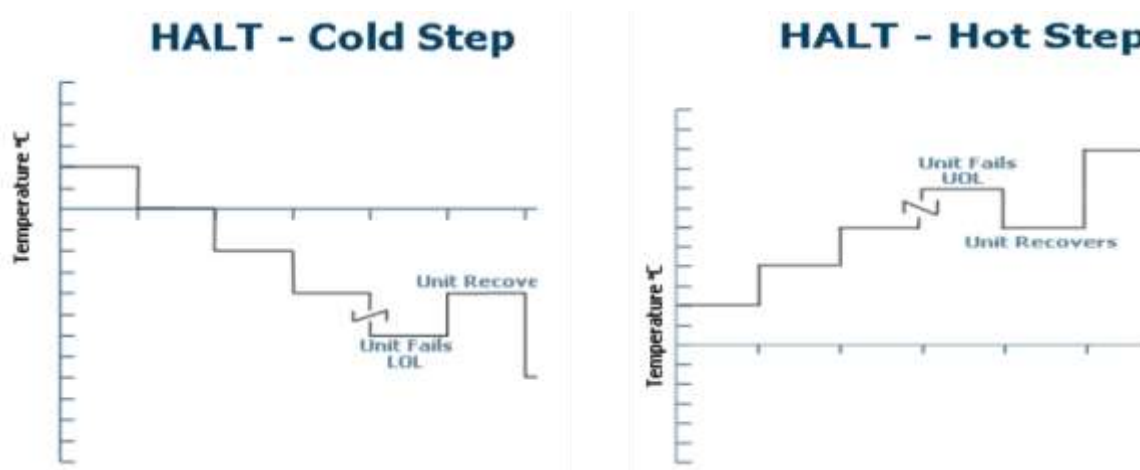 HALT - Cold Step
Temperature °C
Unit Recove
Unit Fails
LOL
HALT - Hot Step
Temperature °C
Unit Fails
UOL
Unit Recovers